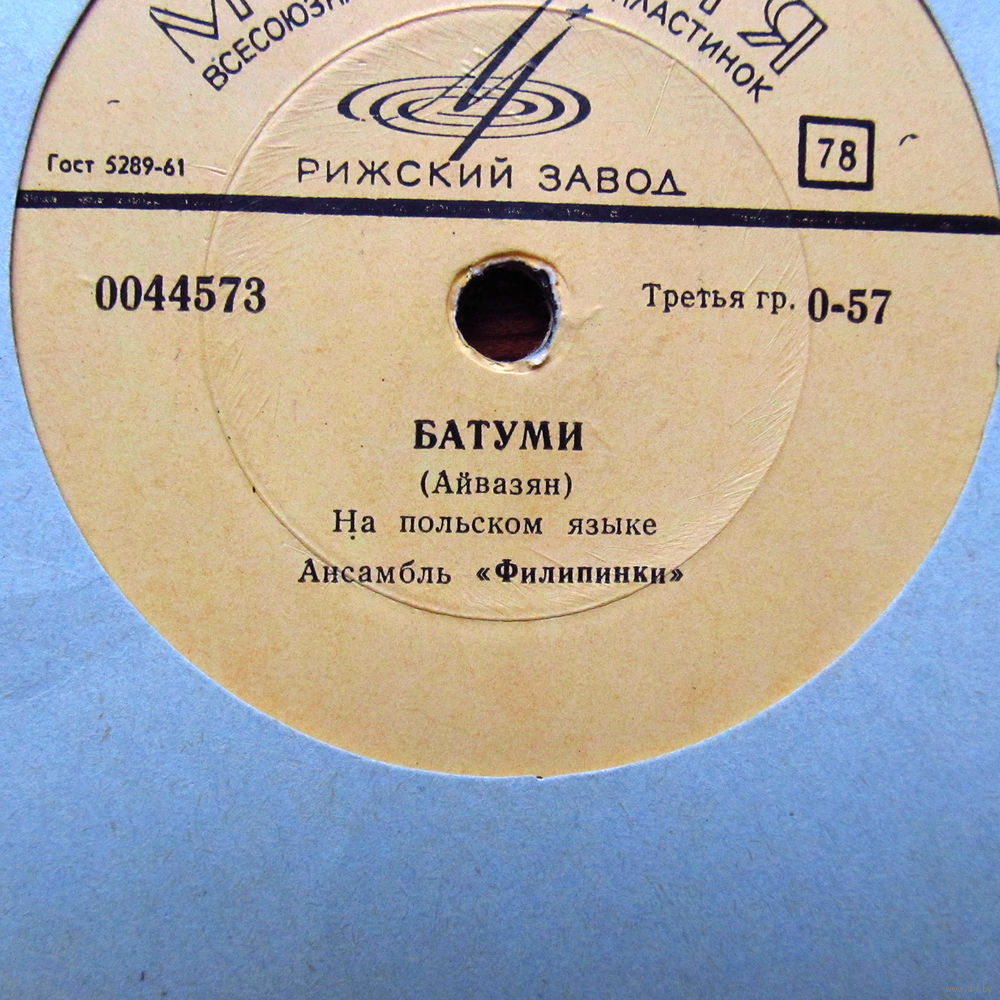 ВСЕСОЮЗН ПЛАСТИНОК
РИЖСКИЙ ЗАВОД
Гост 5289-61
78
0044573
Третья гр. 0-57
БАТУМИ
(Айвазян)
На польском языке
Ансамбль «Филипинки»